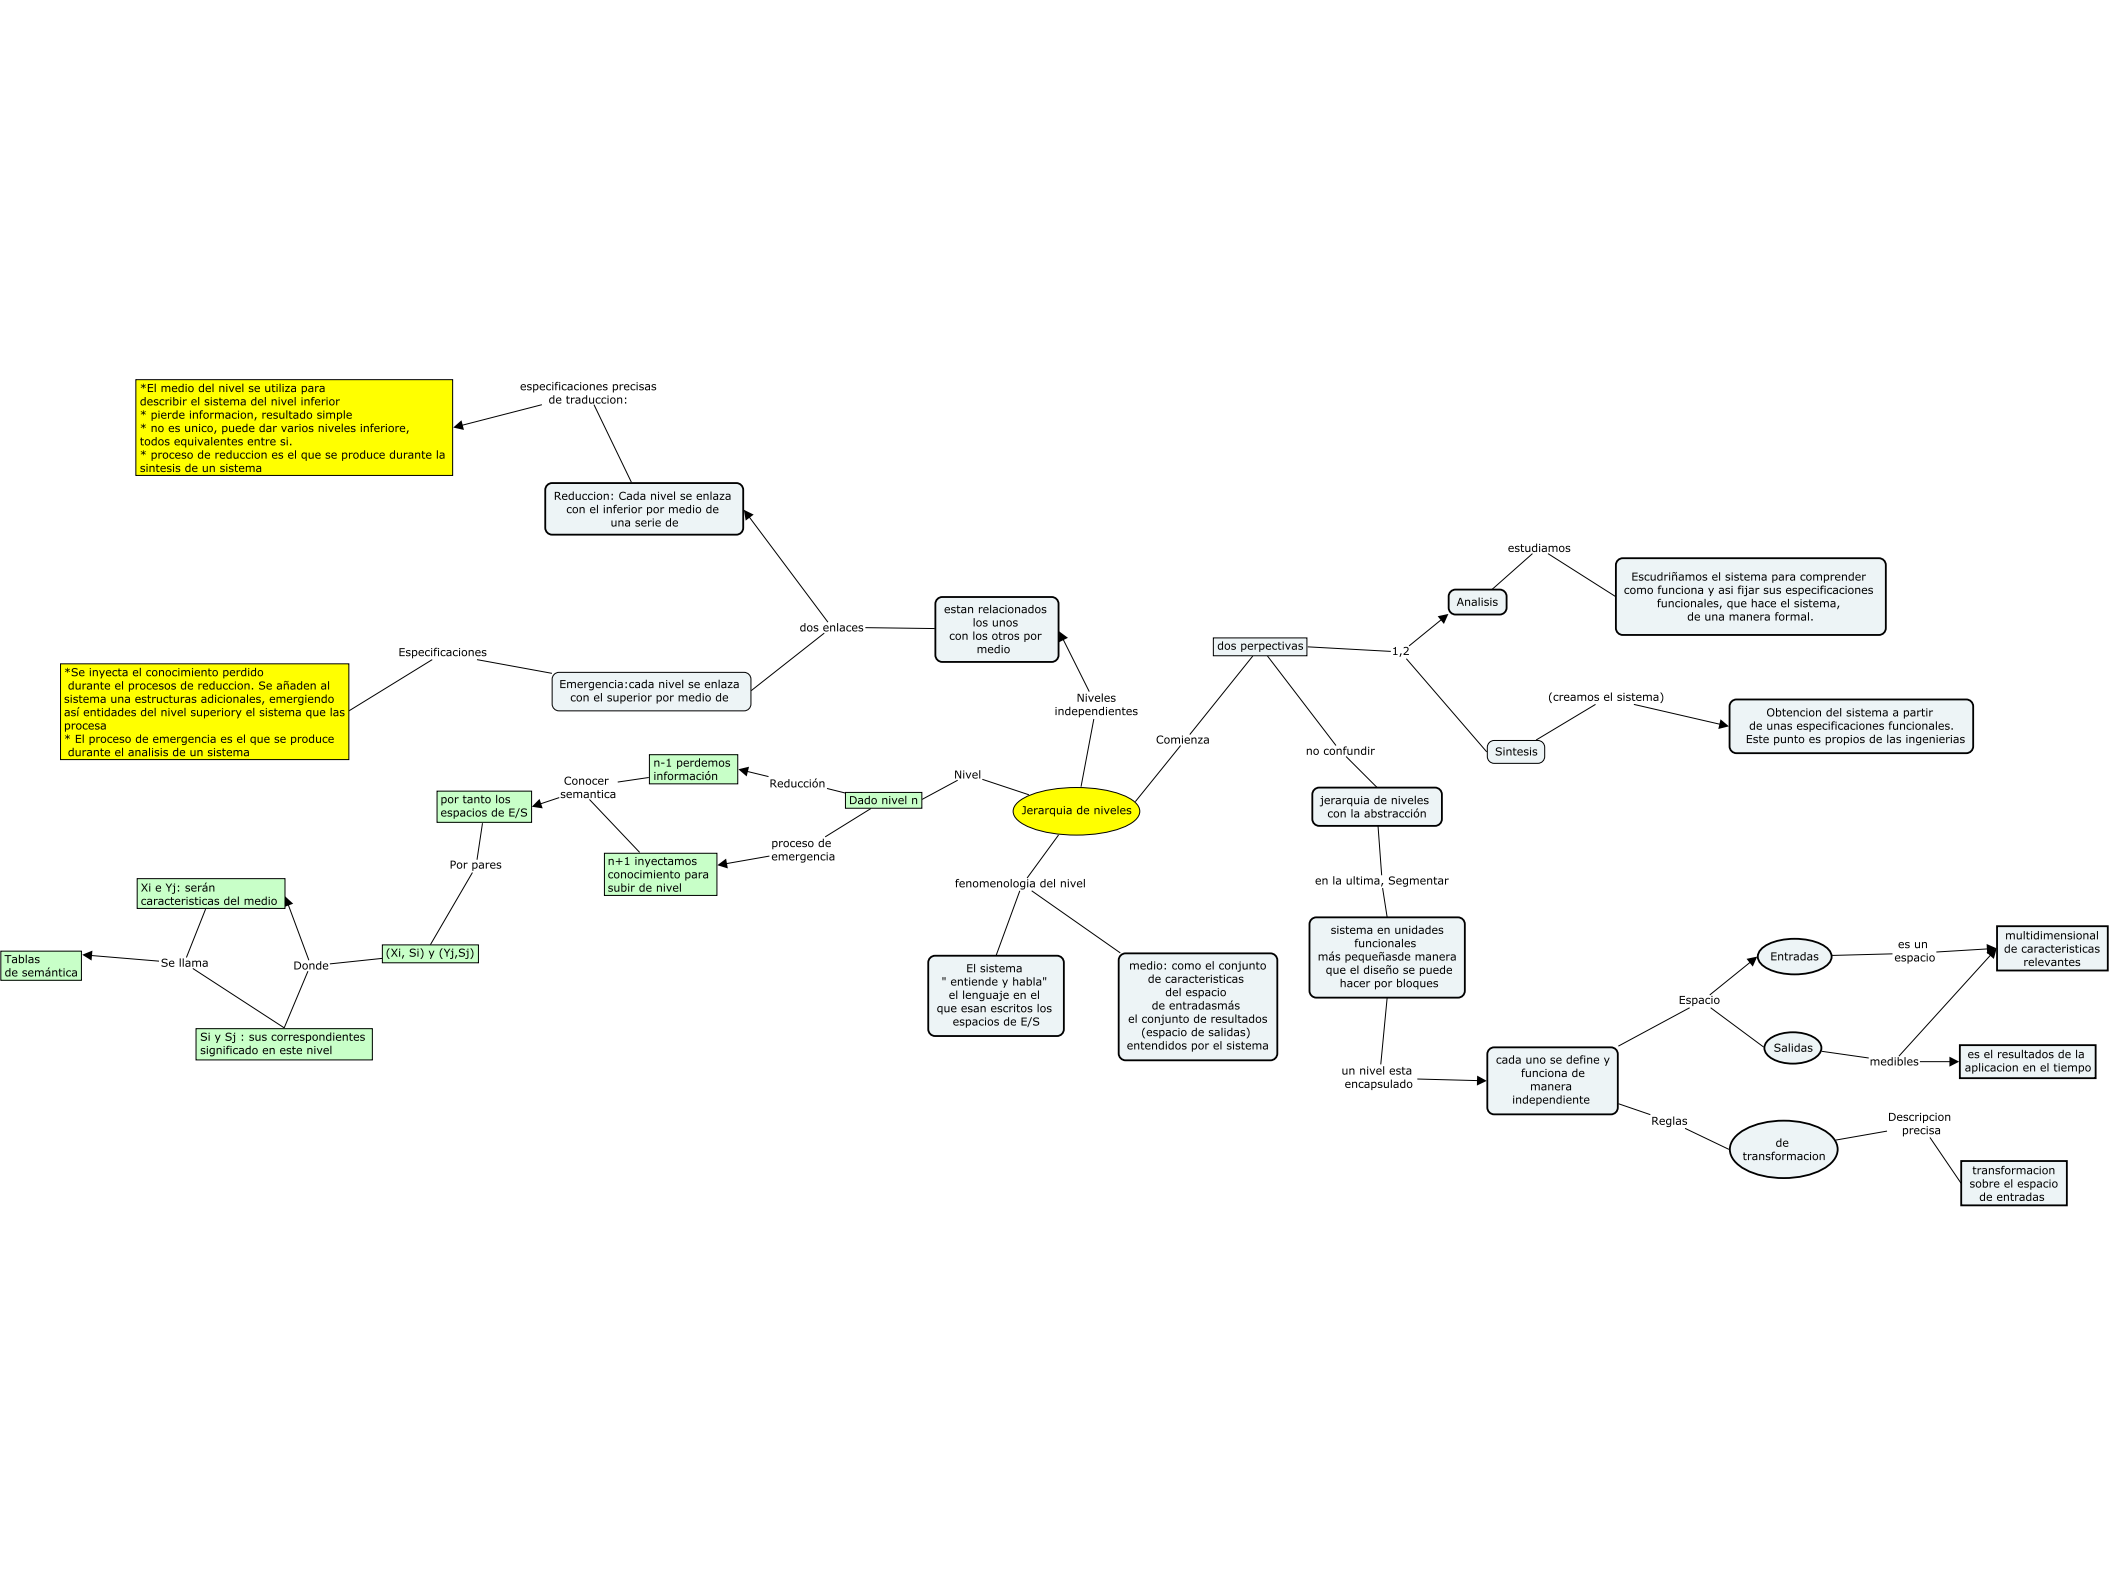 *El medio del nivel se utiliza para
describir el sistema del nivel inferior
* pierde informacion, resultado simple
* no es unico, puede dar varios niveles inferiore,
todos equivalentes entre si.
* proceso de reduccion es el que se produce durante la
sintesis de un sistema
especificaciones precisas
de traduccion:
Reduccion: Cada nivel se enlaza
con el inferior por medio de
una serie de
dos enlaces
estan relacionados
los unos
con los otros por
medio
Especificaciones
*Se inyecta el conocimiento perdido
durante el procesos de reduccion. Se añaden al
sistema una estructuras adicionales, emergiendo
así entidades del nivel superiory el sistema que las
procesa
* El proceso de emergencia es el que se produce
durante el analisis de un sistema
Emergencia:cada nivel se enlaza
con el superior por medio de
Niveles
independientes
Comienza
dos perpectivas
1,2
Analisis
estudiamos
Escudriñamos el sistema para comprender
como funciona y asi fijar sus especificaciones
funcionales, que hace el sistema,
de una manera formal.
Sintesis
(creamos el sistema)
Obtencion del sistema a partir
de unas especificaciones funcionales.
Este punto es propios de las ingenierias
no confundir
jerarquia de niveles
con la abstracción
en la ultima, Segmentar
sistema en unidades
funcionales
más pequeñasde manera
que el diseño se puede
hacer por bloques
un nivel esta
encapsulado
cada uno se define y
funciona de
manera
independiente
Espacio
Entradas
es un
espacio
multidimensional
de caracteristicas
relevantes
Salidas
medibles
es el resultados de la
aplicacion en el tiempo
Reglas
de
transformacion
Descripcion
precisa
transformacion
sobre el espacio
de entradas
Jerarquia de niveles
Nivel
Dado nivel n
Reducción
n-1 perdemos
información
proceso de
emergencia
n+1 inyectamos
conocimiento para
subir de nivel
Conocer
semantica
por tanto los
espacios de E/S
Por pares
(Xi, Si) y (Yj,Sj)
Donde
Xi e Yj: serán
caracteristicas del medio
Si y Sj : sus correspondientes
significado en este nivel
Se llama
Tablas
de semántica
fenomenologia del nivel
El sistema
" entiende y habla"
el lenguaje en el
que esan escritos los
espacios de E/S
medio: como el conjunto
de caracteristicas
del espacio
de entradasmás
el conjunto de resultados
(espacio de salidas)
entendidos por el sistema